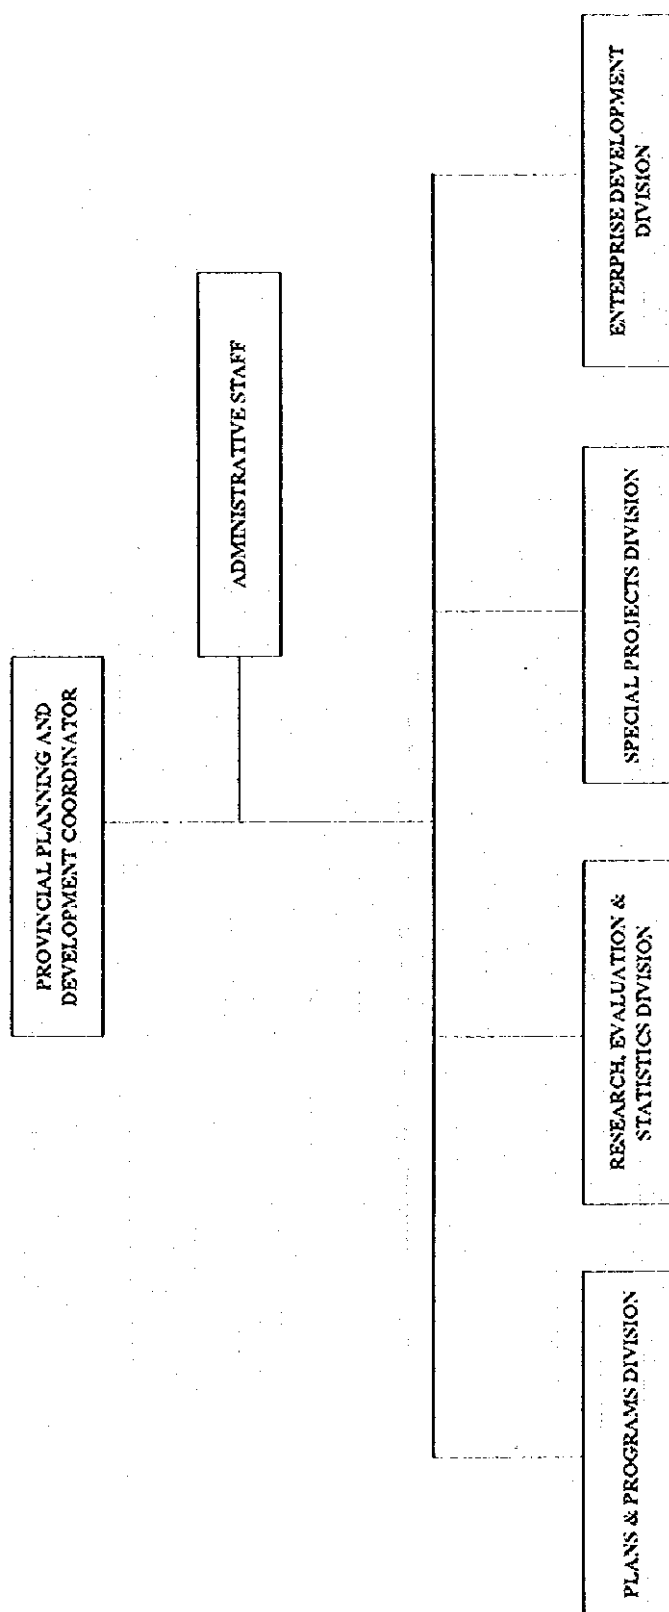 PROVINCIAL PLANNING AND
DEVELOPMENT COORDINATOR
ADMINISTRATIVE STAFF
PLANS & PROGRAMS DIVISION
RESEARCH, EVALUATION &
STATISTICS DIVISION
SPECIAL PROJECTS DIVISION
ENTERPRISE DEVELOPMENT
DIVISION